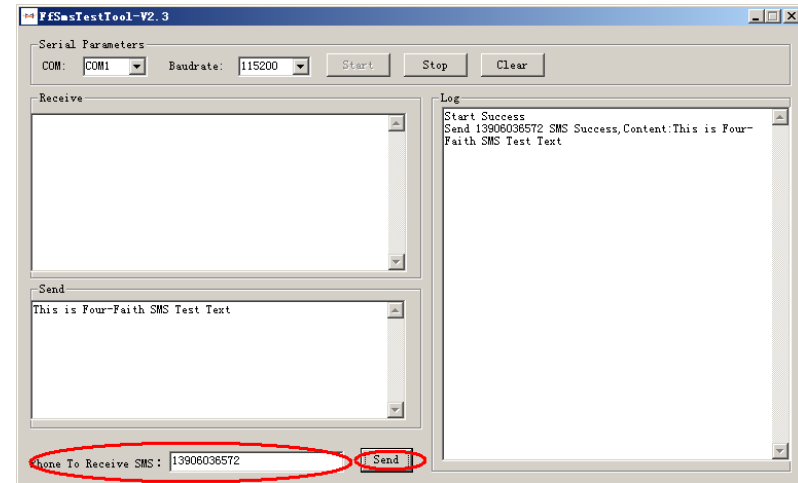 FfSmsTestTool-V2.3
Serial Parameters
COM: COM1 Baudrate: 115200 Start Stop Clear
Receive
Log
Start Success
Send 13906036572 SMS Success,Content:This is Four-
Faith SMS Test Text
Send
This is Four-Faith SMS Test Text
Phone To Receive SMS: 13906036572 Send